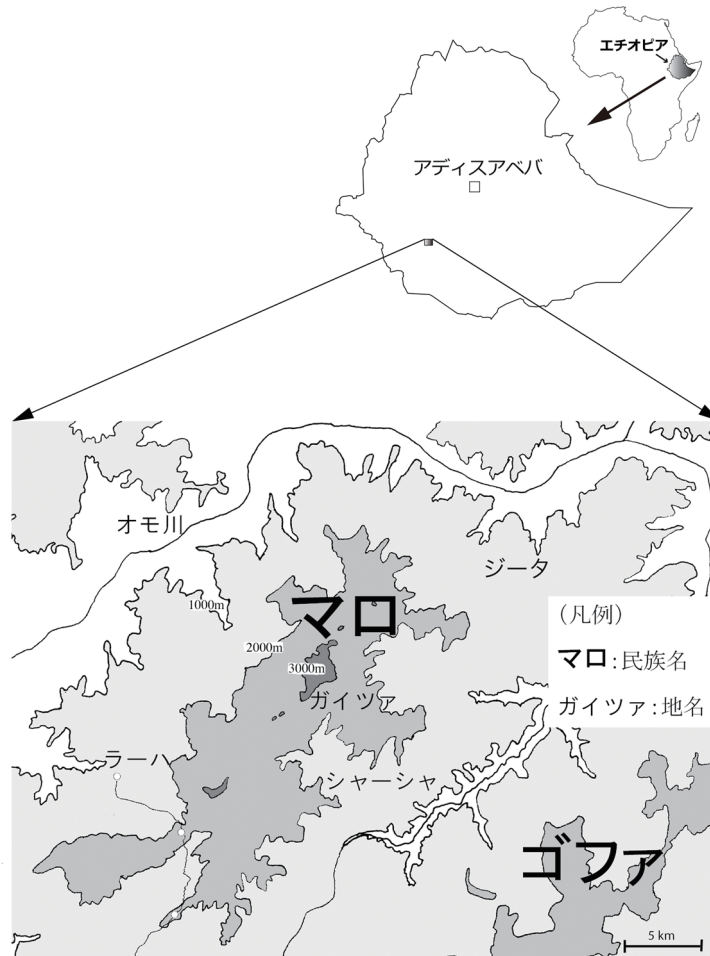 エチオピア
アディスアベバ
オモ川
ジータ
1000m
マロ
2000m
3000m
ガイツァ
ラーハ
シャーシャ
ゴファ
(凡例)
マロ:民族名
ガイツァ:地名
5 km